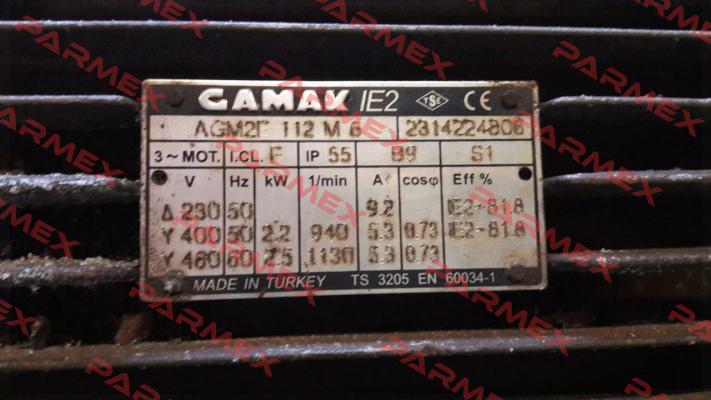 GAMAK IE2 TSE CE
AGM2E 112 M 6 2314224806
3~MOT. I.CL. F IP 55 B9 S1
V Hz kW 1/min A cosφ Eff %
Δ 230 50 9.2 IE2-81.8
Y 400 50 2.2 940 5.3 0.73 IE2-81.8
Y 460 60 2.5 1130 5.3 0.73
MADE IN TURKEY TS 3205 EN 60034-1
PARMEX